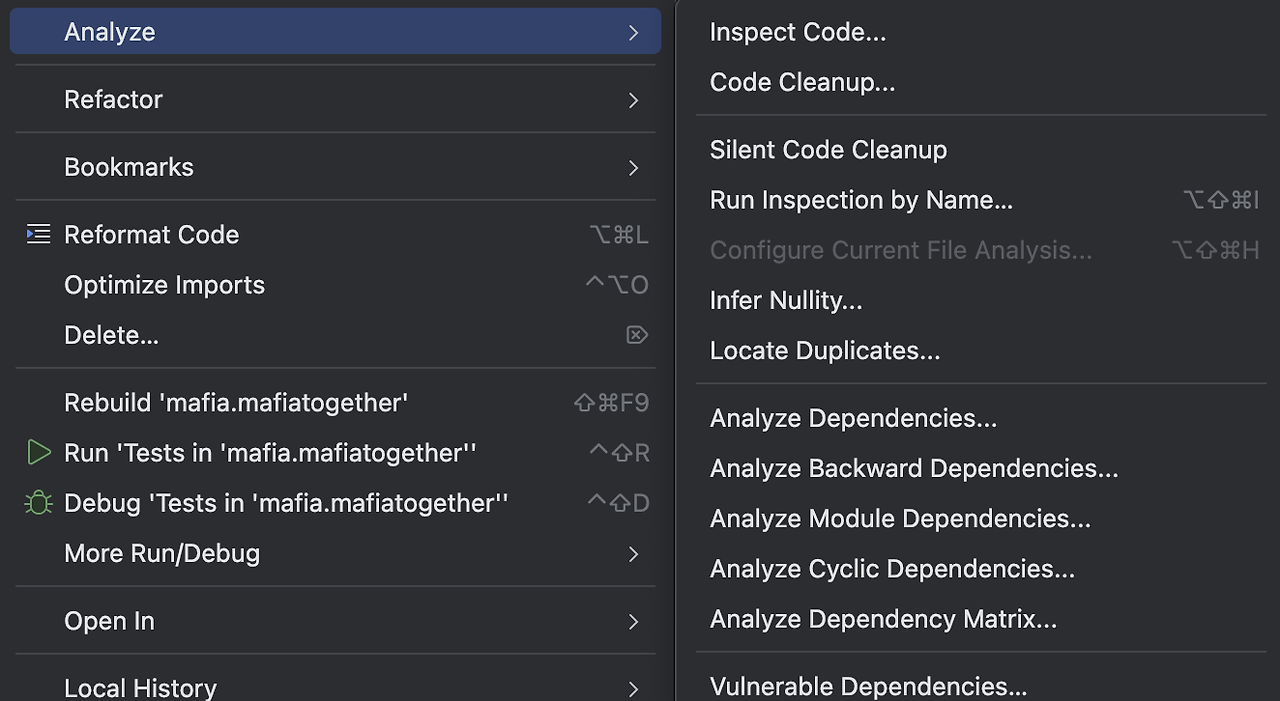 Analyze
Refactor
Bookmarks
Reformat Code ⌥⌘L
Optimize Imports ^⌥O
Delete... ⌦
Rebuild 'mafia.mafiatogether' ⇧⌘F9
Run 'Tests in 'mafia.mafiatogether'' ^⇧R
Debug 'Tests in 'mafia.mafiatogether'' ^⇧D
More Run/Debug
Open In
Local History
Inspect Code...
Code Cleanup...
Silent Code Cleanup
Run Inspection by Name... ⌥⇧⌘I
Configure Current File Analysis... ⌥⇧⌘H
Infer Nullity...
Locate Duplicates...
Analyze Dependencies...
Analyze Backward Dependencies...
Analyze Module Dependencies...
Analyze Cyclic Dependencies...
Analyze Dependency Matrix...
Vulnerable Dependencies...